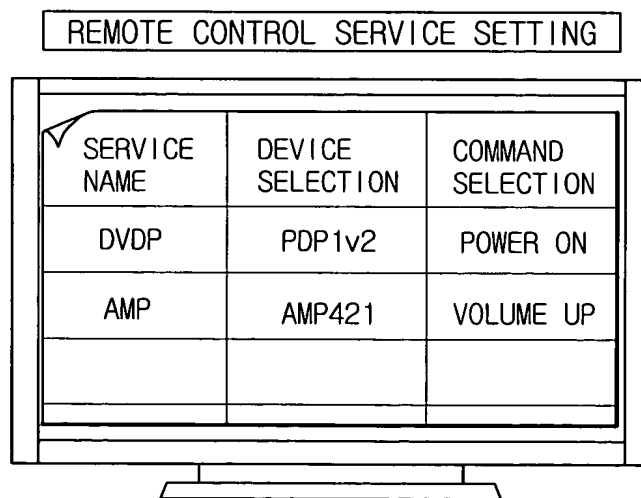 REMOTE CONTROL SERVICE SETTING
SERVICE NAME
DEVICE SELECTION
COMMAND SELECTION
DVDP
PDP1v2
POWER ON
AMP
AMP421
VOLUME UP